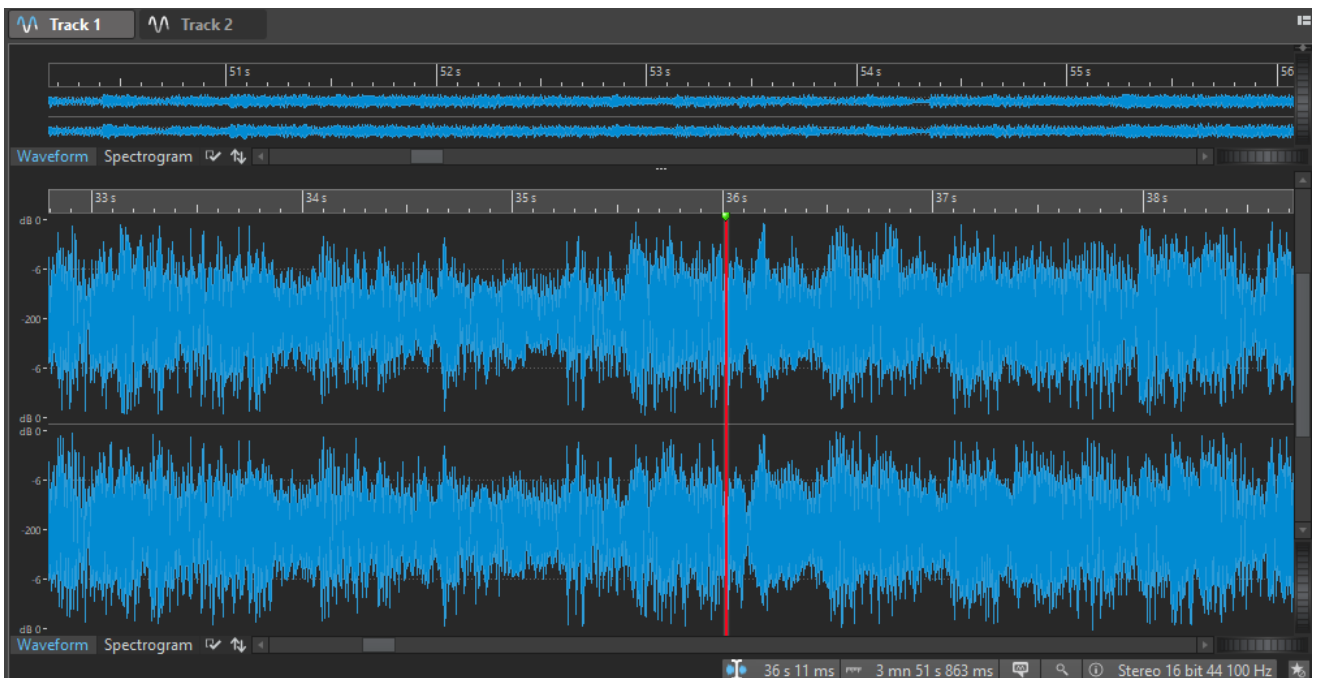 Track 1 Track 2
51 s 52 s 53 s 54 s 55 s 56
Waveform Spectrogram
33 s 34 s 35 s 36 s 37 s 38 s
dB 0
-6
-200
-6
dB 0
dB 0
-6
-200
-6
dB 0
Waveform Spectrogram
36 s 11 ms 3 mn 51 s 863 ms Stereo 16 bit 44 100 Hz